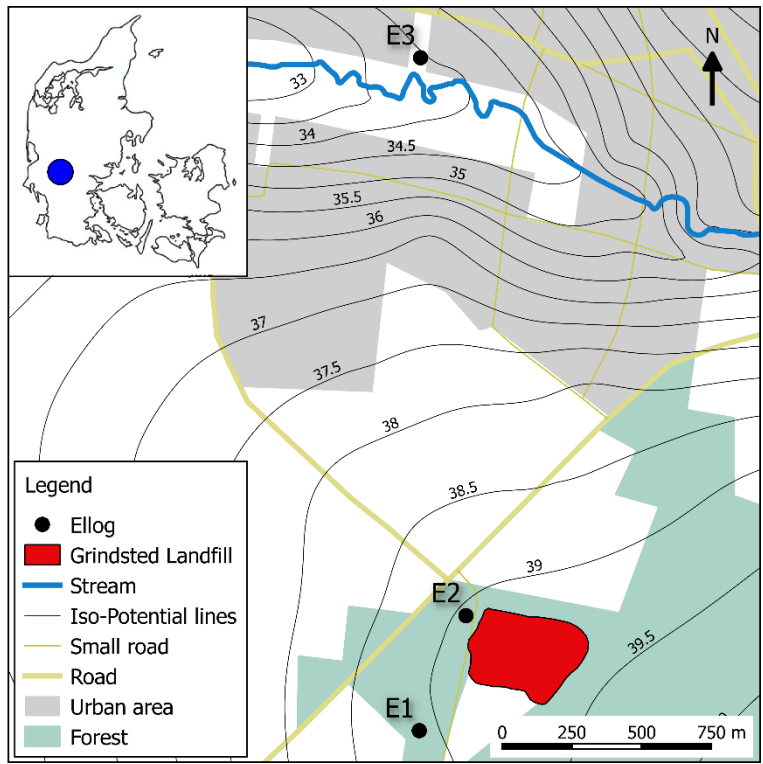 E3
N
33
34
34.5
35
35.5
36
37
37.5
38
38.5
39
39.5
E2
E1
Legend
Ellog
Grindsted Landfill
Stream
Iso-Potential lines
Small road
Road
Urban area
Forest
0 250 500 750 m